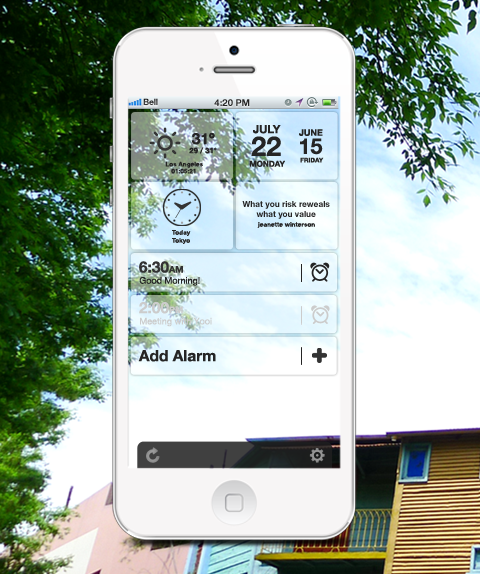 Bell 4:20 PM
31°
29 / 31°
Los Angeles
01:05:21
JULY
22
MONDAY
JUNE
15
FRIDAY
Today
Tokyo
What you risk reweals
what you value
jeanette winterson
6:30AM
Good Morning!
2:00
Meeting with
Add Alarm